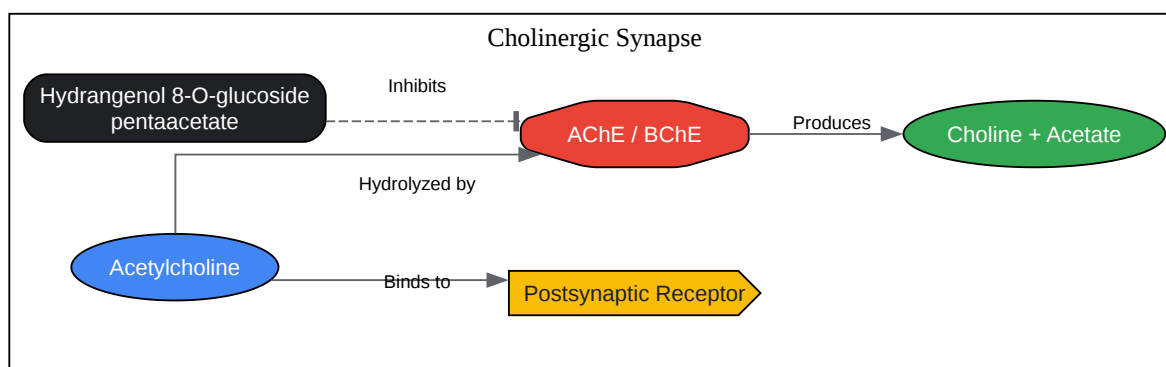 Cholinergic Synapse
Hydrangenol 8-O-glucoside
pentaacetate
Inhibits
AChE / BChE
Produces
Choline + Acetate
Hydrolyzed by
Acetylcholine
Binds to
Postsynaptic Receptor